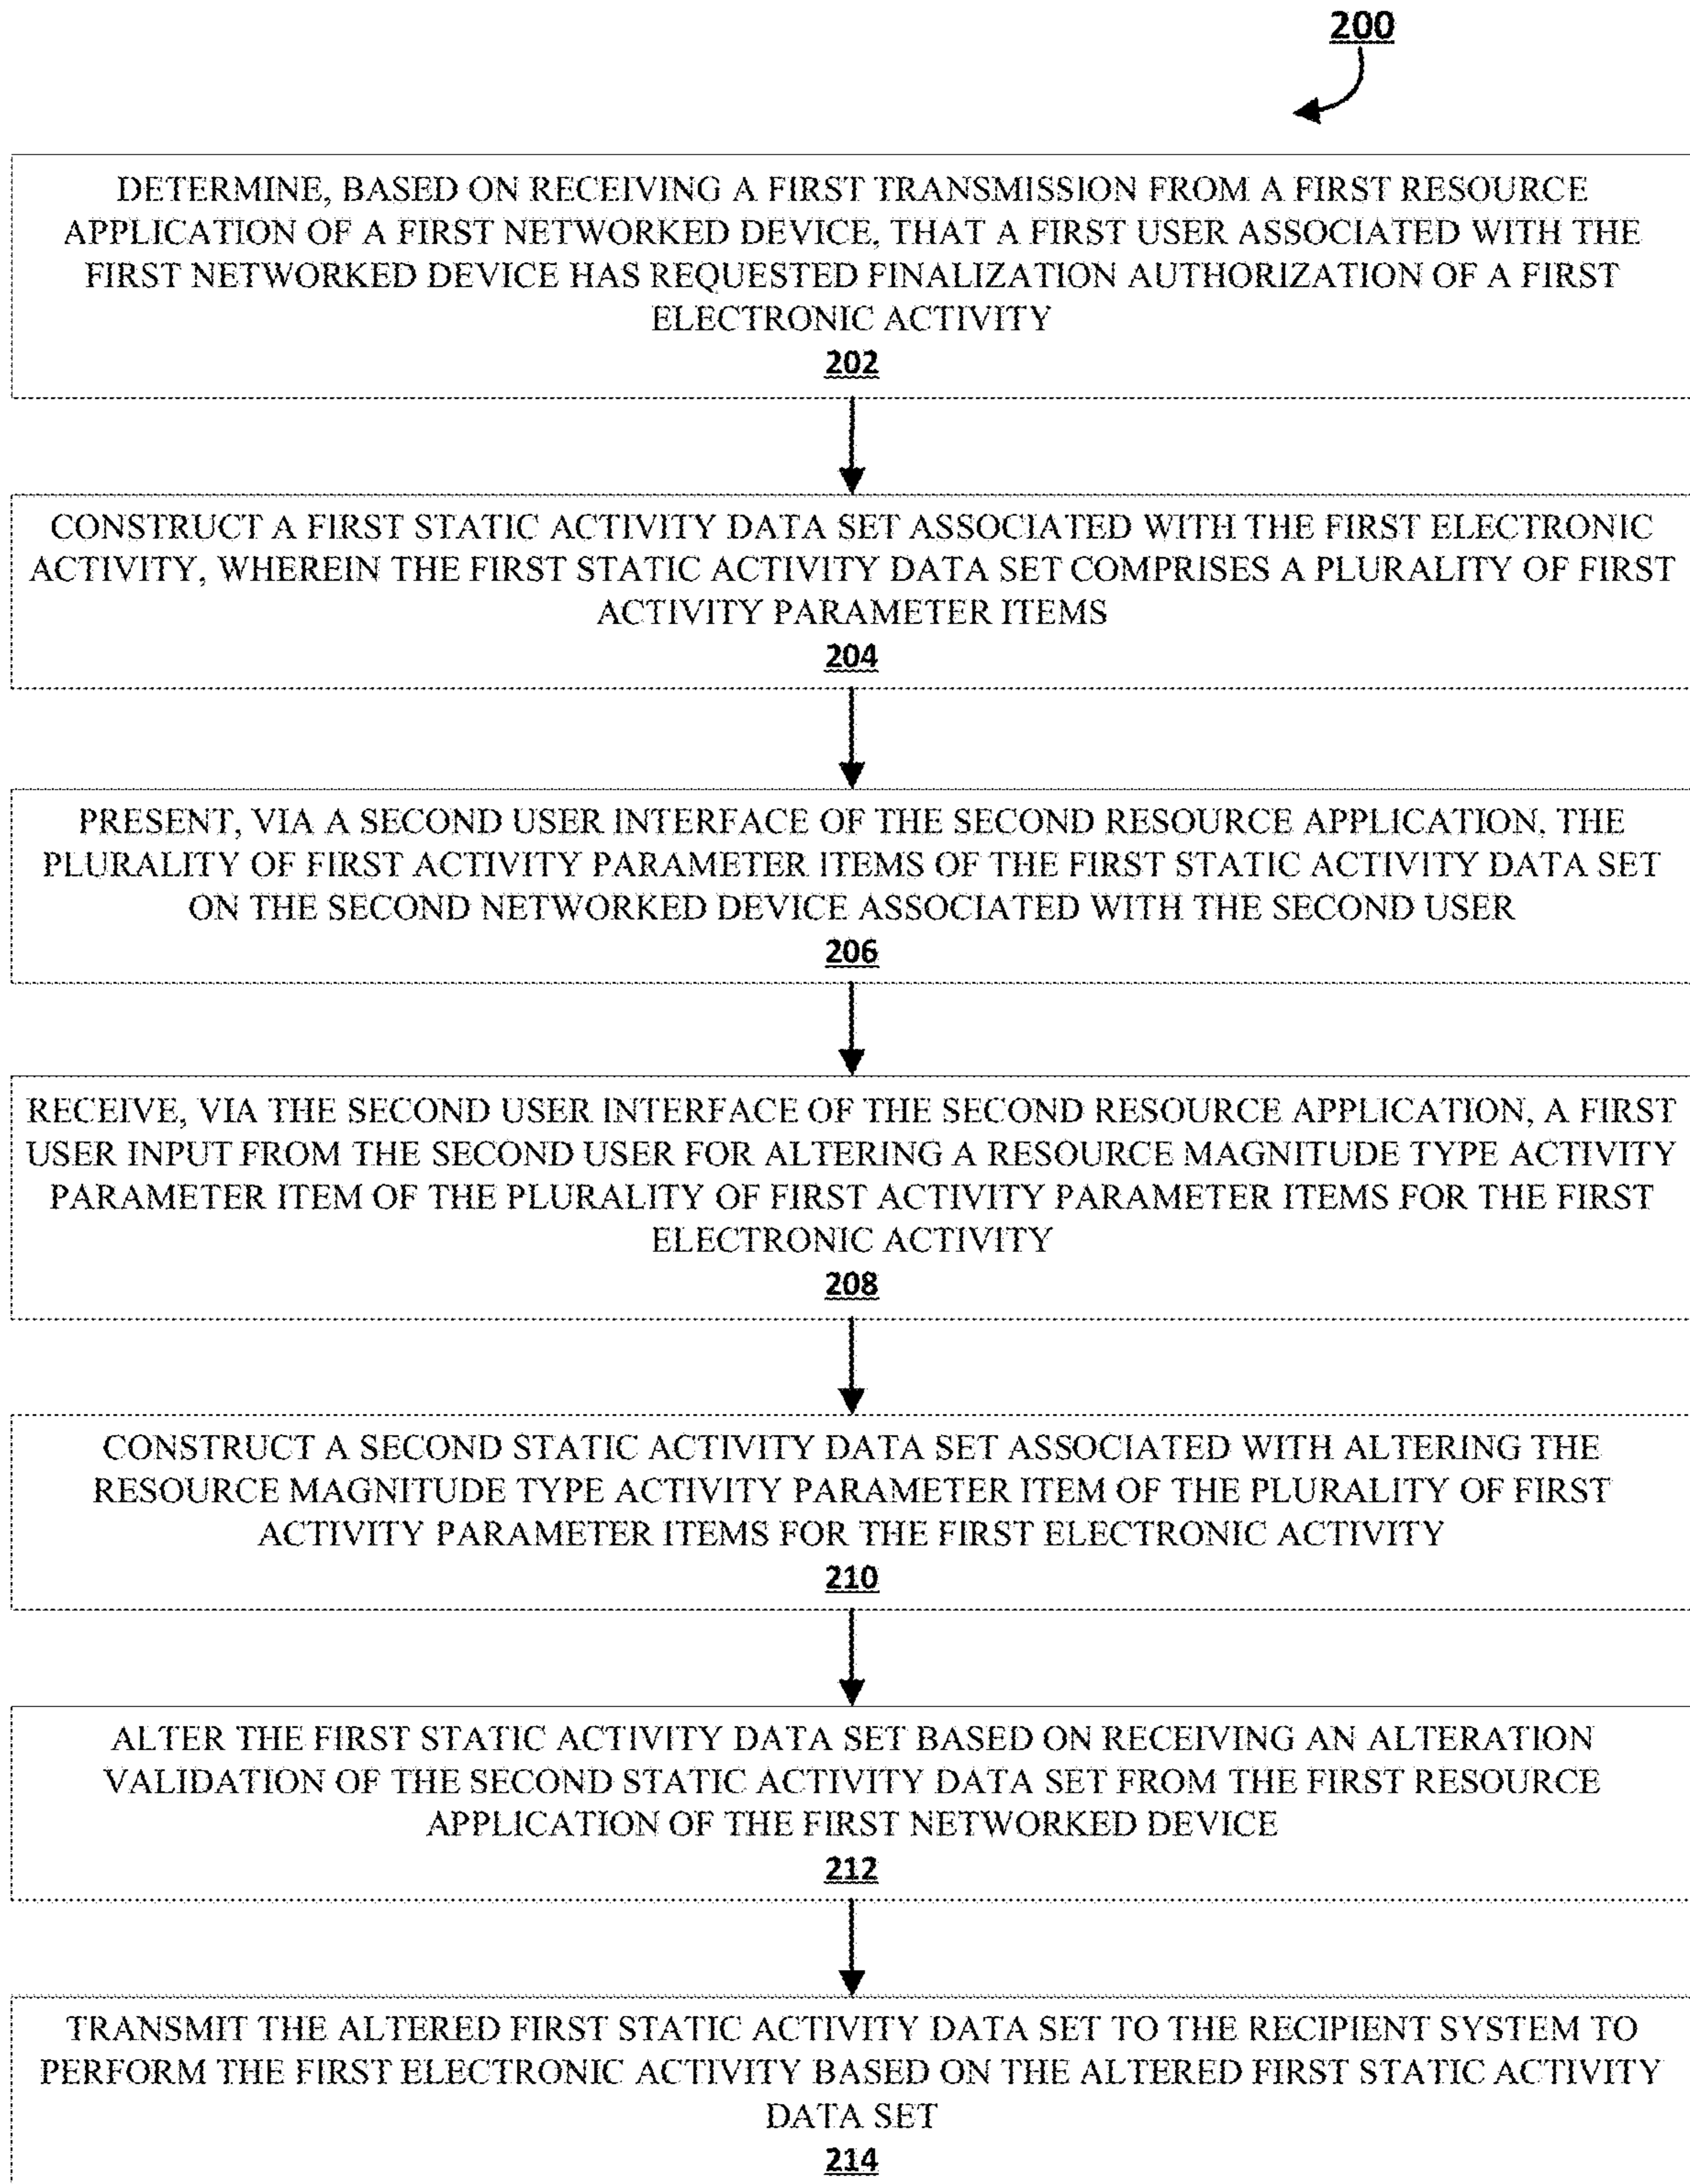 200
DETERMINE, BASED ON RECEIVING A FIRST TRANSMISSION FROM A FIRST RESOURCE
APPLICATION OF A FIRST NETWORKED DEVICE, THAT A FIRST USER ASSOCIATED WITH THE
FIRST NETWORKED DEVICE HAS REQUESTED FINALIZATION AUTHORIZATION OF A FIRST
ELECTRONIC ACTIVITY
202
CONSTRUCT A FIRST STATIC ACTIVITY DATA SET ASSOCIATED WITH THE FIRST ELECTRONIC
ACTIVITY, WHEREIN THE FIRST STATIC ACTIVITY DATA SET COMPRISES A PLURALITY OF FIRST
ACTIVITY PARAMETER ITEMS
204
PRESENT, VIA A SECOND USER INTERFACE OF THE SECOND RESOURCE APPLICATION, THE
PLURALITY OF FIRST ACTIVITY PARAMETER ITEMS OF THE FIRST STATIC ACTIVITY DATA SET
ON THE SECOND NETWORKED DEVICE ASSOCIATED WITH THE SECOND USER
206
RECEIVE, VIA THE SECOND USER INTERFACE OF THE SECOND RESOURCE APPLICATION, A FIRST
USER INPUT FROM THE SECOND USER FOR ALTERING A RESOURCE MAGNITUDE TYPE ACTIVITY
PARAMETER ITEM OF THE PLURALITY OF FIRST ACTIVITY PARAMETER ITEMS FOR THE FIRST
ELECTRONIC ACTIVITY
208
CONSTRUCT A SECOND STATIC ACTIVITY DATA SET ASSOCIATED WITH ALTERING THE
RESOURCE MAGNITUDE TYPE ACTIVITY PARAMETER ITEM OF THE PLURALITY OF FIRST
ACTIVITY PARAMETER ITEMS FOR THE FIRST ELECTRONIC ACTIVITY
210
ALTER THE FIRST STATIC ACTIVITY DATA SET BASED ON RECEIVING AN ALTERATION
VALIDATION OF THE SECOND STATIC ACTIVITY DATA SET FROM THE FIRST RESOURCE
APPLICATION OF THE FIRST NETWORKED DEVICE
212
TRANSMIT THE ALTERED FIRST STATIC ACTIVITY DATA SET TO THE RECIPIENT SYSTEM TO
PERFORM THE FIRST ELECTRONIC ACTIVITY BASED ON THE ALTERED FIRST STATIC ACTIVITY
DATA SET
214